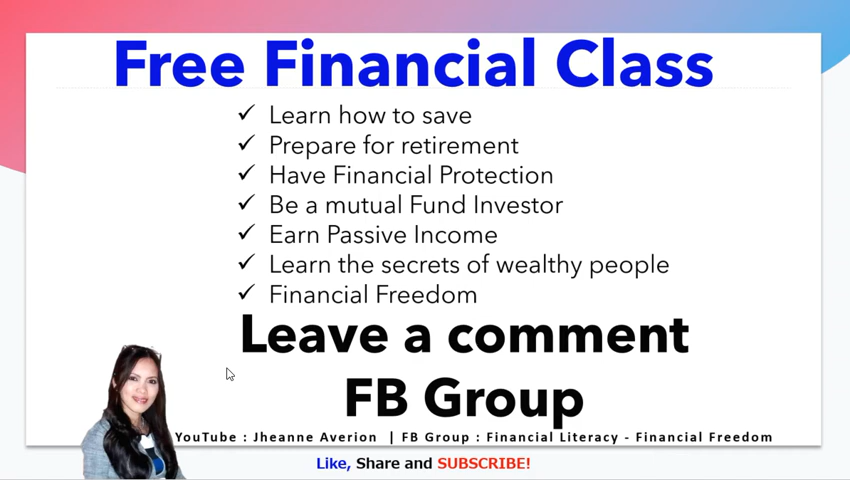 Free Financial Class
✓ Learn how to save
✓ Prepare for retirement
✓ Have Financial Protection
✓ Be a mutual Fund Investor
✓ Earn Passive Income
✓ Learn the secrets of wealthy people
✓ Financial Freedom
Leave a comment
FB Group
YouTube : Jheanne Averion | FB Group : Financial Literacy - Financial Freedom
Like, Share and SUBSCRIBE!